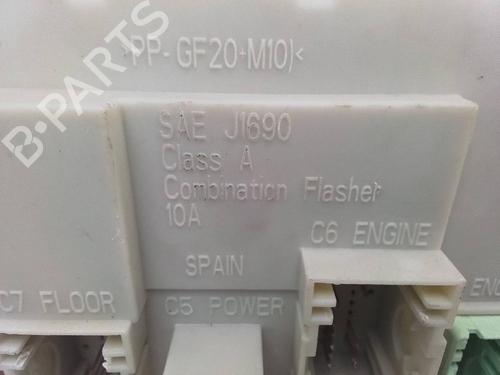 >PP-GF20+M10)<
B-PARTS
SAE J1690
Class A
Combination Flasher
10A
C6 ENGINE
SPAIN
C7 FLOOR
C5 POWER